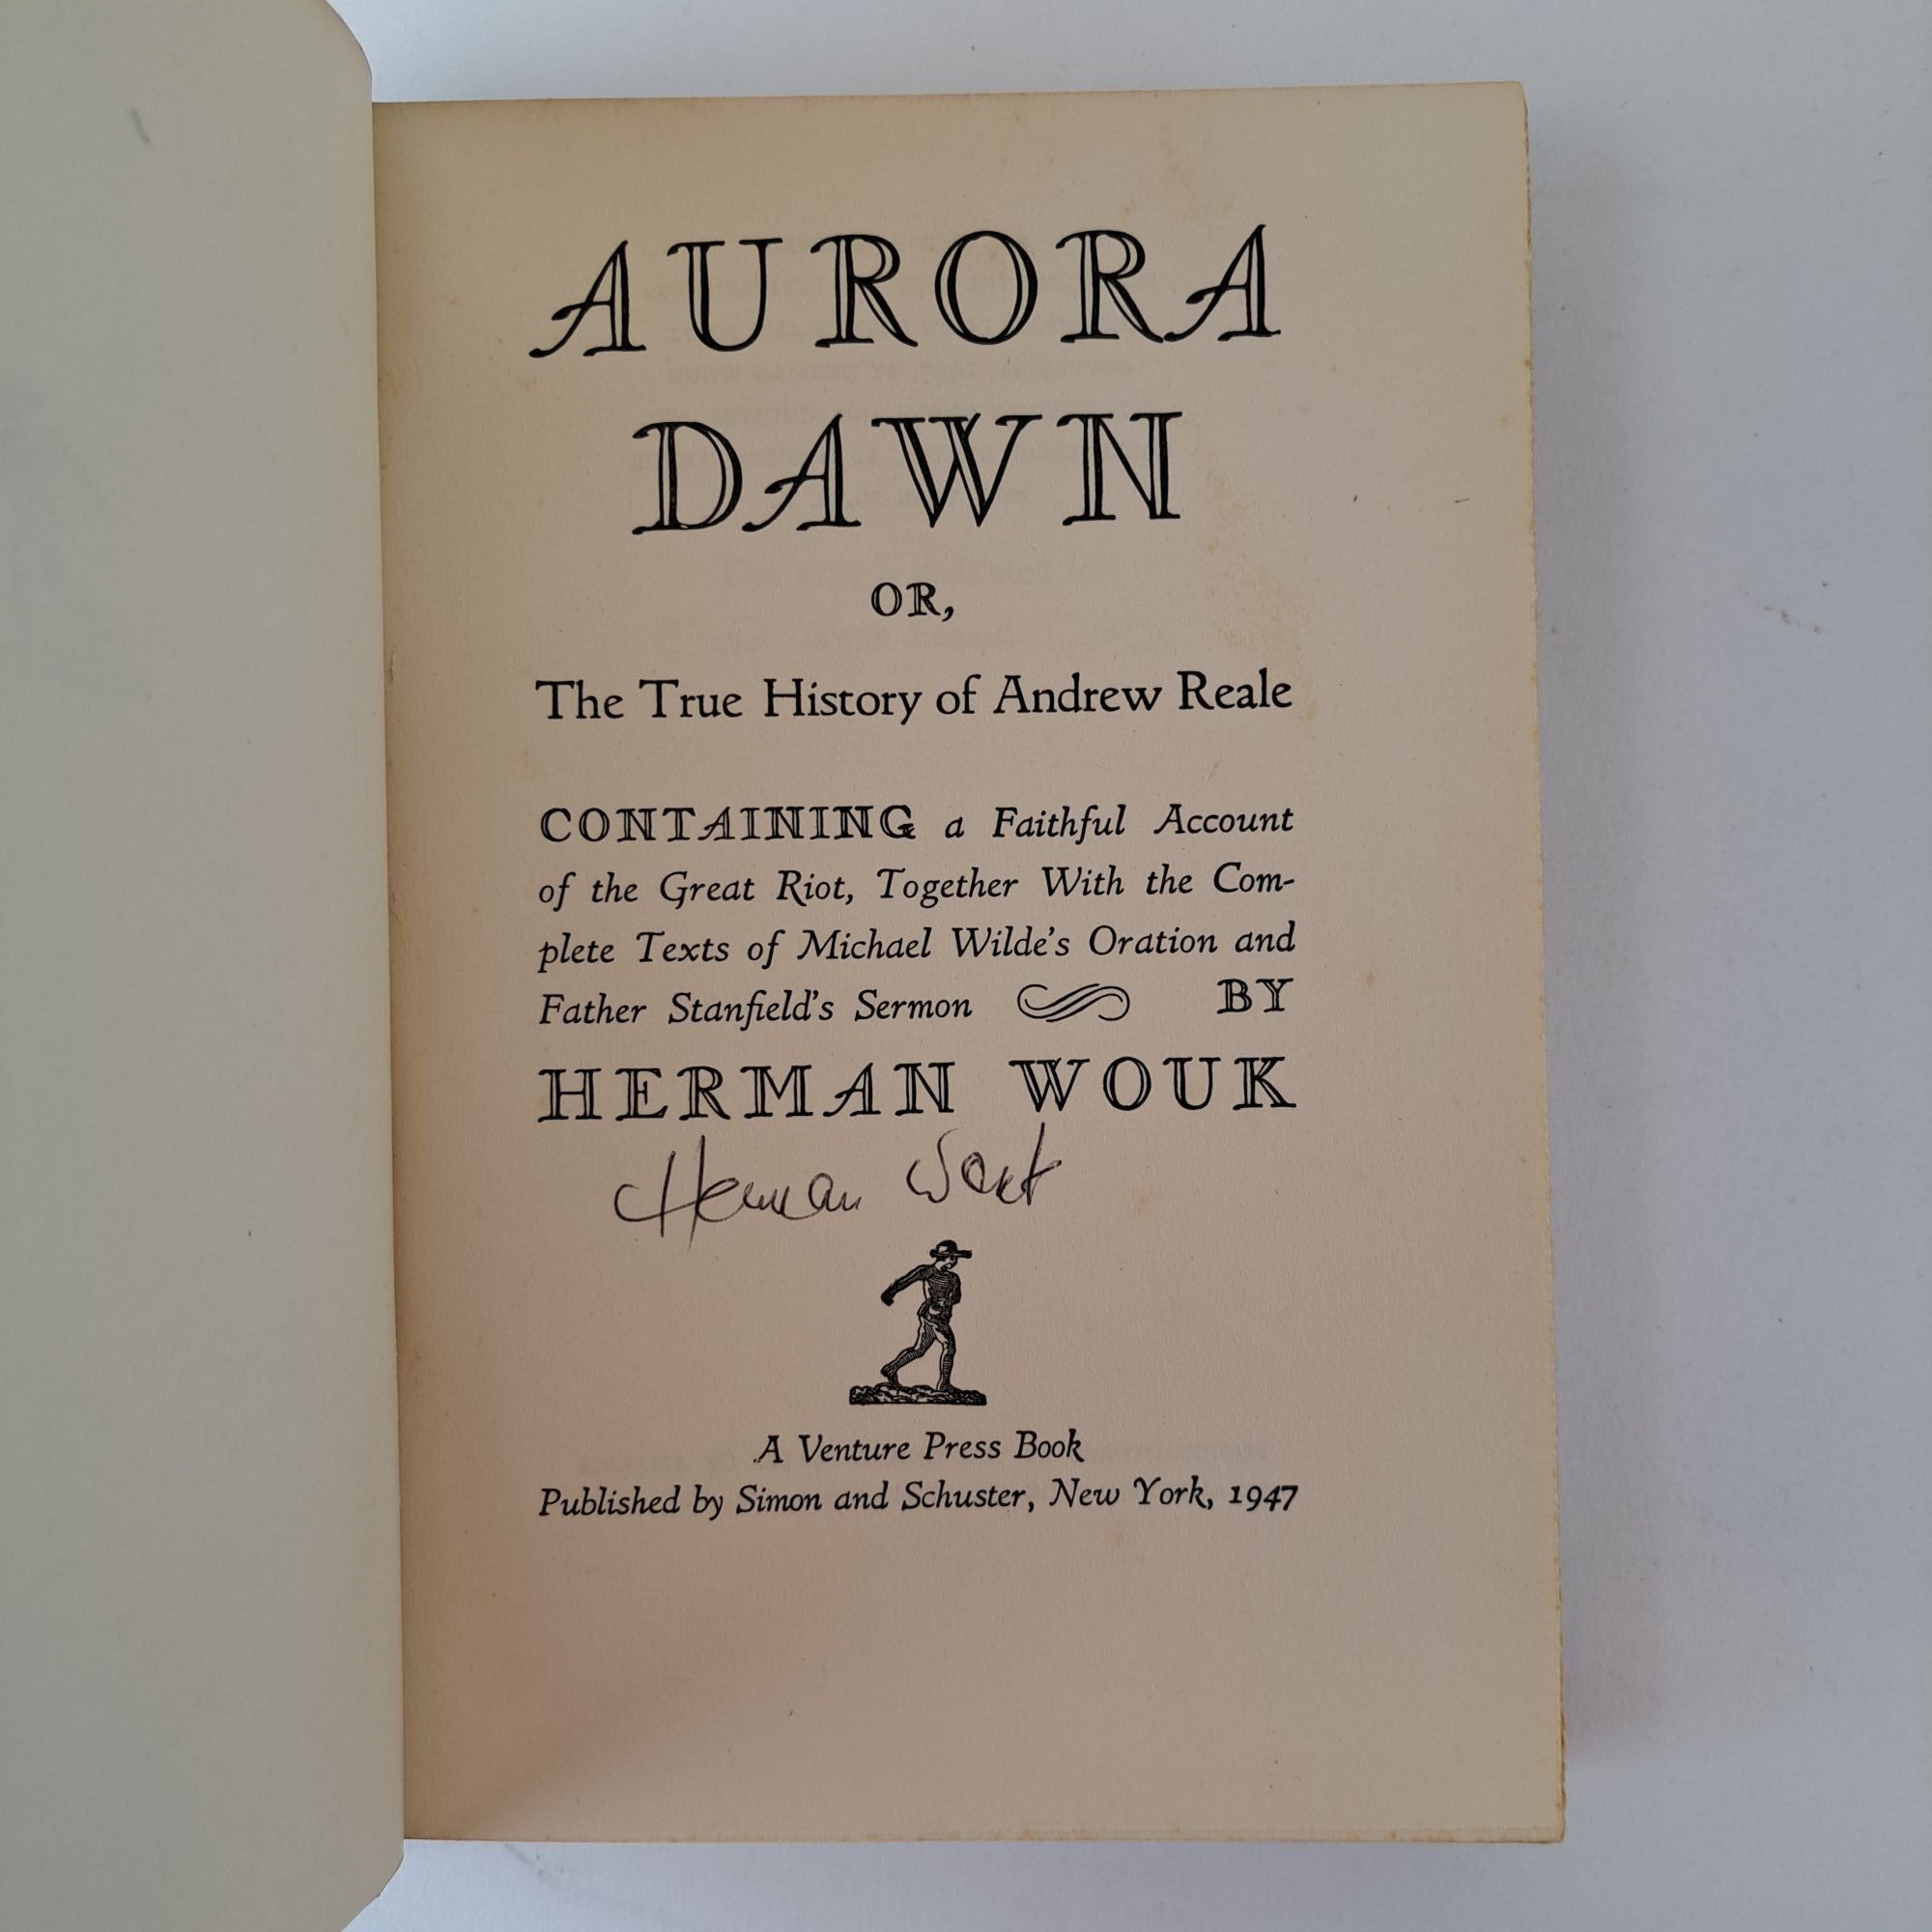 AURORA
DAWN
OR,
The True History of Andrew Reale
CONTAINING a Faithful Account
of the Great Riot, Together With the Com-
plete Texts of Michael Wilde's Oration and
Father Stanfield's Sermon BY
HERMAN WOUK
Herman Wouk
A Venture Press Book
Published by Simon and Schuster, New York, 1947